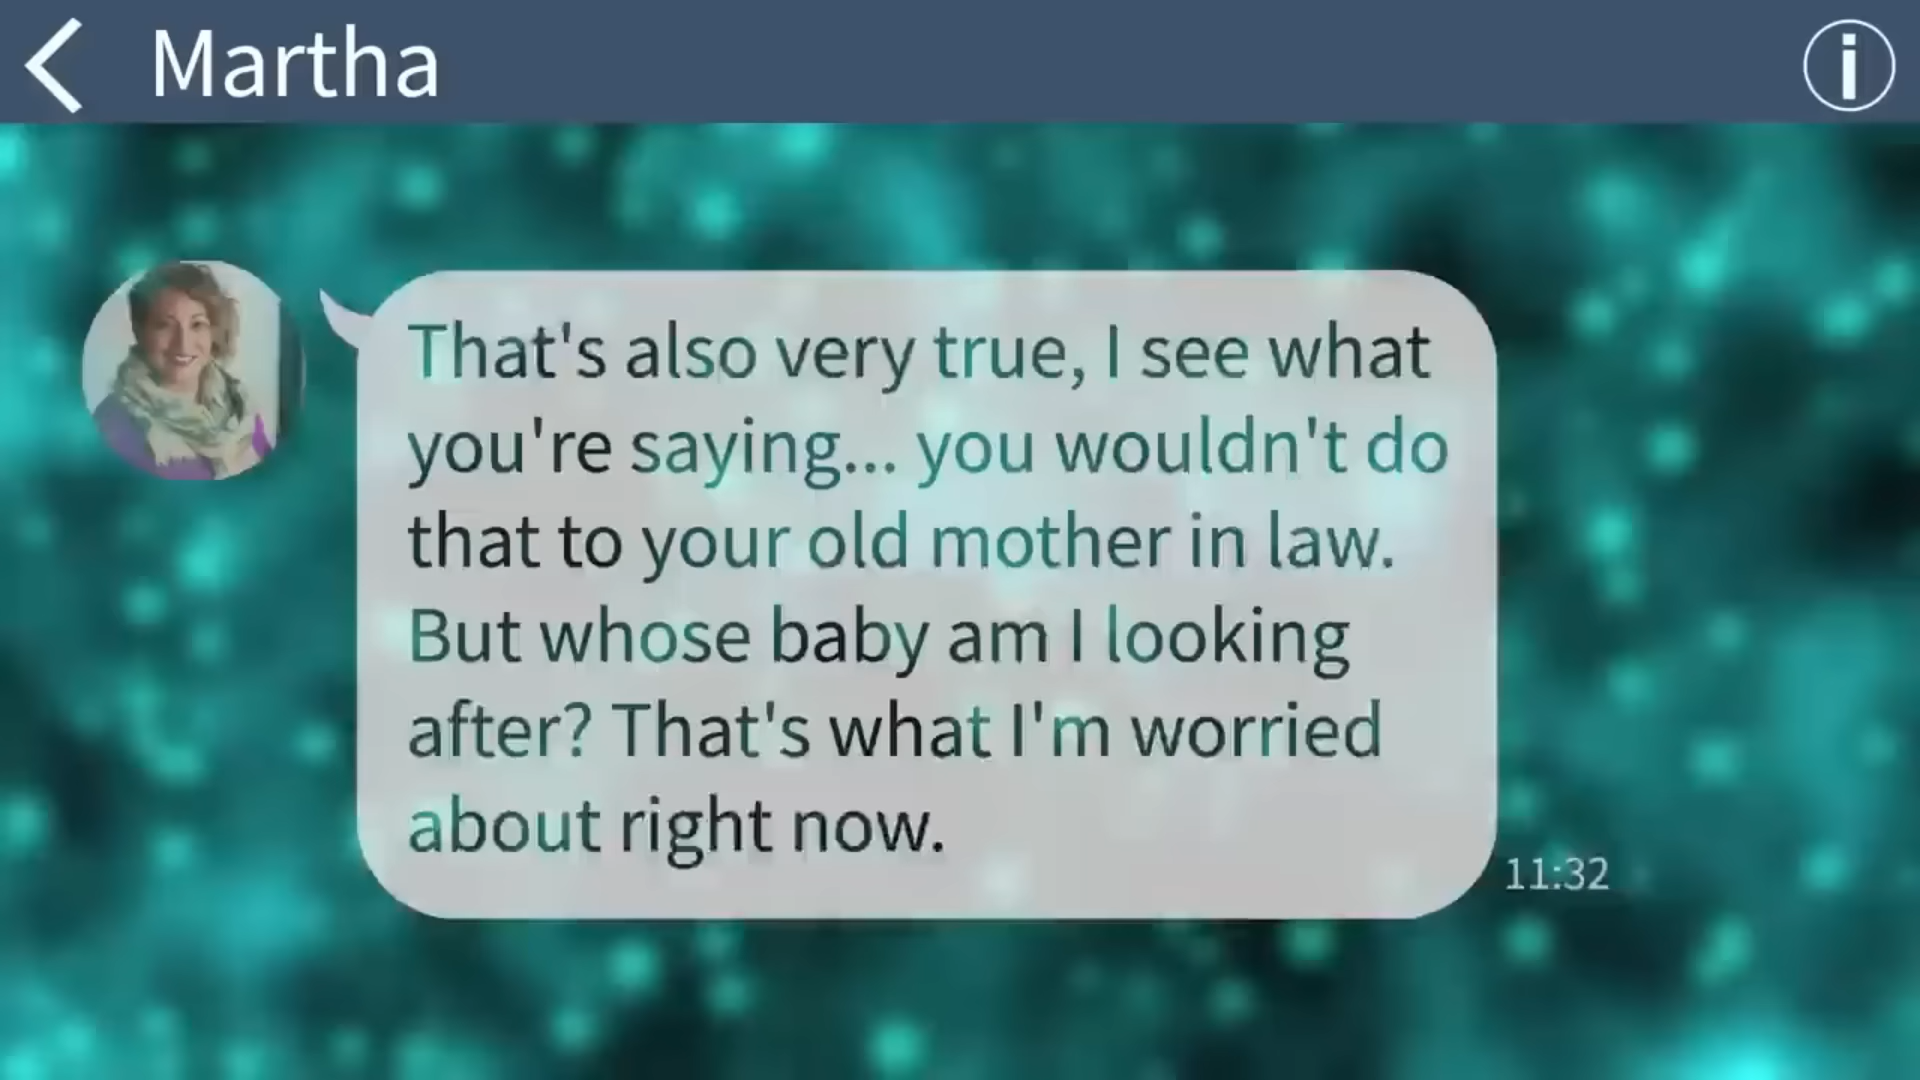 Martha
That's also very true, I see what
you're saying... you wouldn't do
that to your old mother in law.
But whose baby am I looking
after? That's what I'm worried
about right now.
11:32